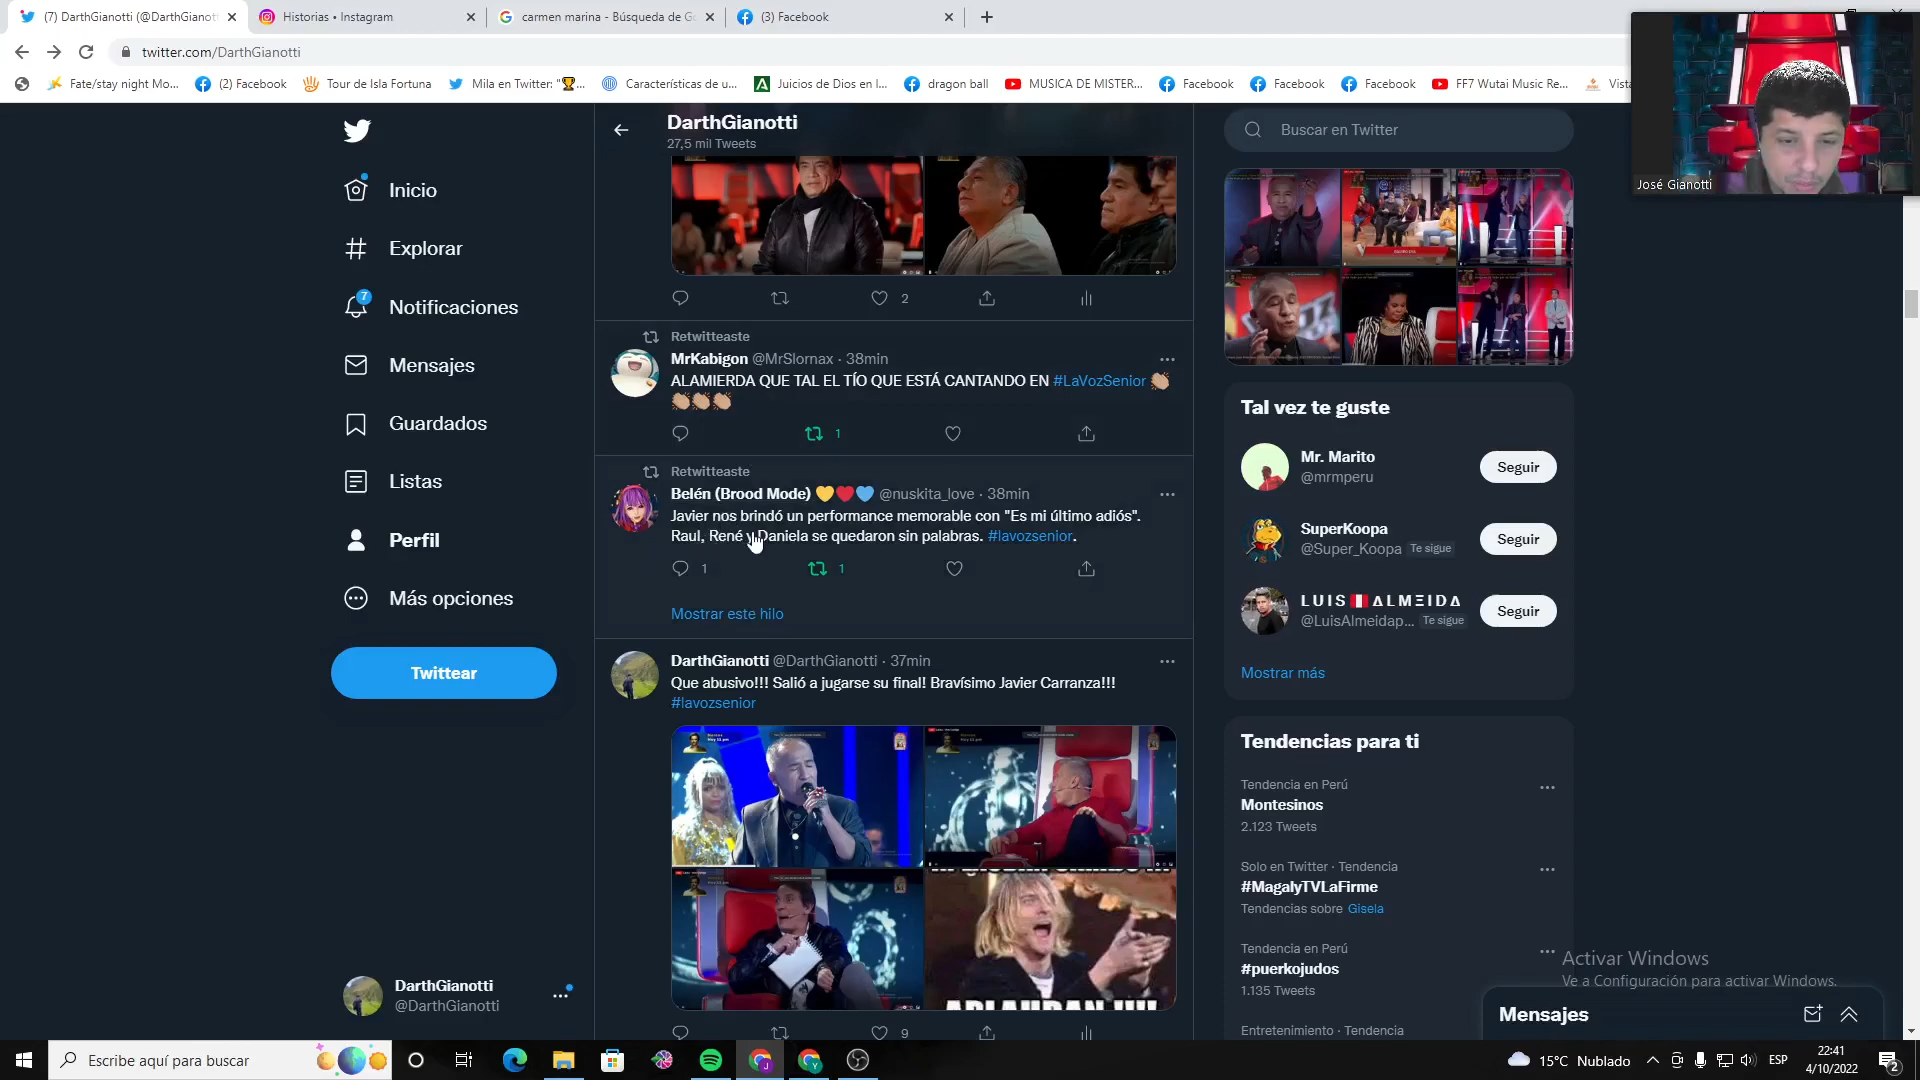 (7) DarthGianotti (@DarthGianott
Historias • Instagram
carmen marina - Búsqueda de Go
(3) Facebook
twitter.com/DarthGianotti
Fate/stay night Mo...
(2) Facebook
Tour de Isla Fortuna
Mila en Twitter: "🏆...
Características de u...
Juicios de Dios en l...
dragon ball
MUSICA DE MISTER...
Facebook
Facebook
Facebook
FF7 Wutai Music Re...
Vista
José Gianotti
Inicio
Explorar
7
Notificaciones
Mensajes
Guardados
Listas
Perfil
Más opciones
Twittear
DarthGianotti
@DarthGianotti
DarthGianotti
27,5 mil Tweets
2
Retwitteaste
MrKabigon @MrSlornax · 38min
ALAMIERDA QUE TAL EL TÍO QUE ESTÁ CANTANDO EN #LaVozSenior 👏🏼
👏🏼👏🏼👏🏼
1
Retwitteaste
Belén (Brood Mode) 💛❤️💙 @nuskita_love · 38min
Javier nos brindó un performance memorable con "Es mi último adiós".
Raul, René y Daniela se quedaron sin palabras. #lavozsenior.
1 1
Mostrar este hilo
DarthGianotti @DarthGianotti · 37min
Que abusivo!!! Salió a jugarse su final! Bravísimo Javier Carranza!!!
#lavozsenior
9
Buscar en Twitter
Tal vez te guste
Mr. Marito
@mrmperu
Seguir
SuperKoopa
@Super_Koopa Te sigue
Seguir
L U I S 🇵🇪 Δ L M Ξ I D Δ
@LuisAlmeidap... Te sigue
Seguir
Mostrar más
Tendencias para ti
Tendencia en Perú
Montesinos
2.123 Tweets
Solo en Twitter · Tendencia
#MagalyTVLaFirme
Tendencias sobre Gisela
Tendencia en Perú
#puerkojudos
1.135 Tweets
Entretenimiento · Tendencia
Activar Windows
Ve a Configuración para activar Windows.
Mensajes
Escribe aquí para buscar
15°C Nublado
ESP
22:41
4/10/2022
2